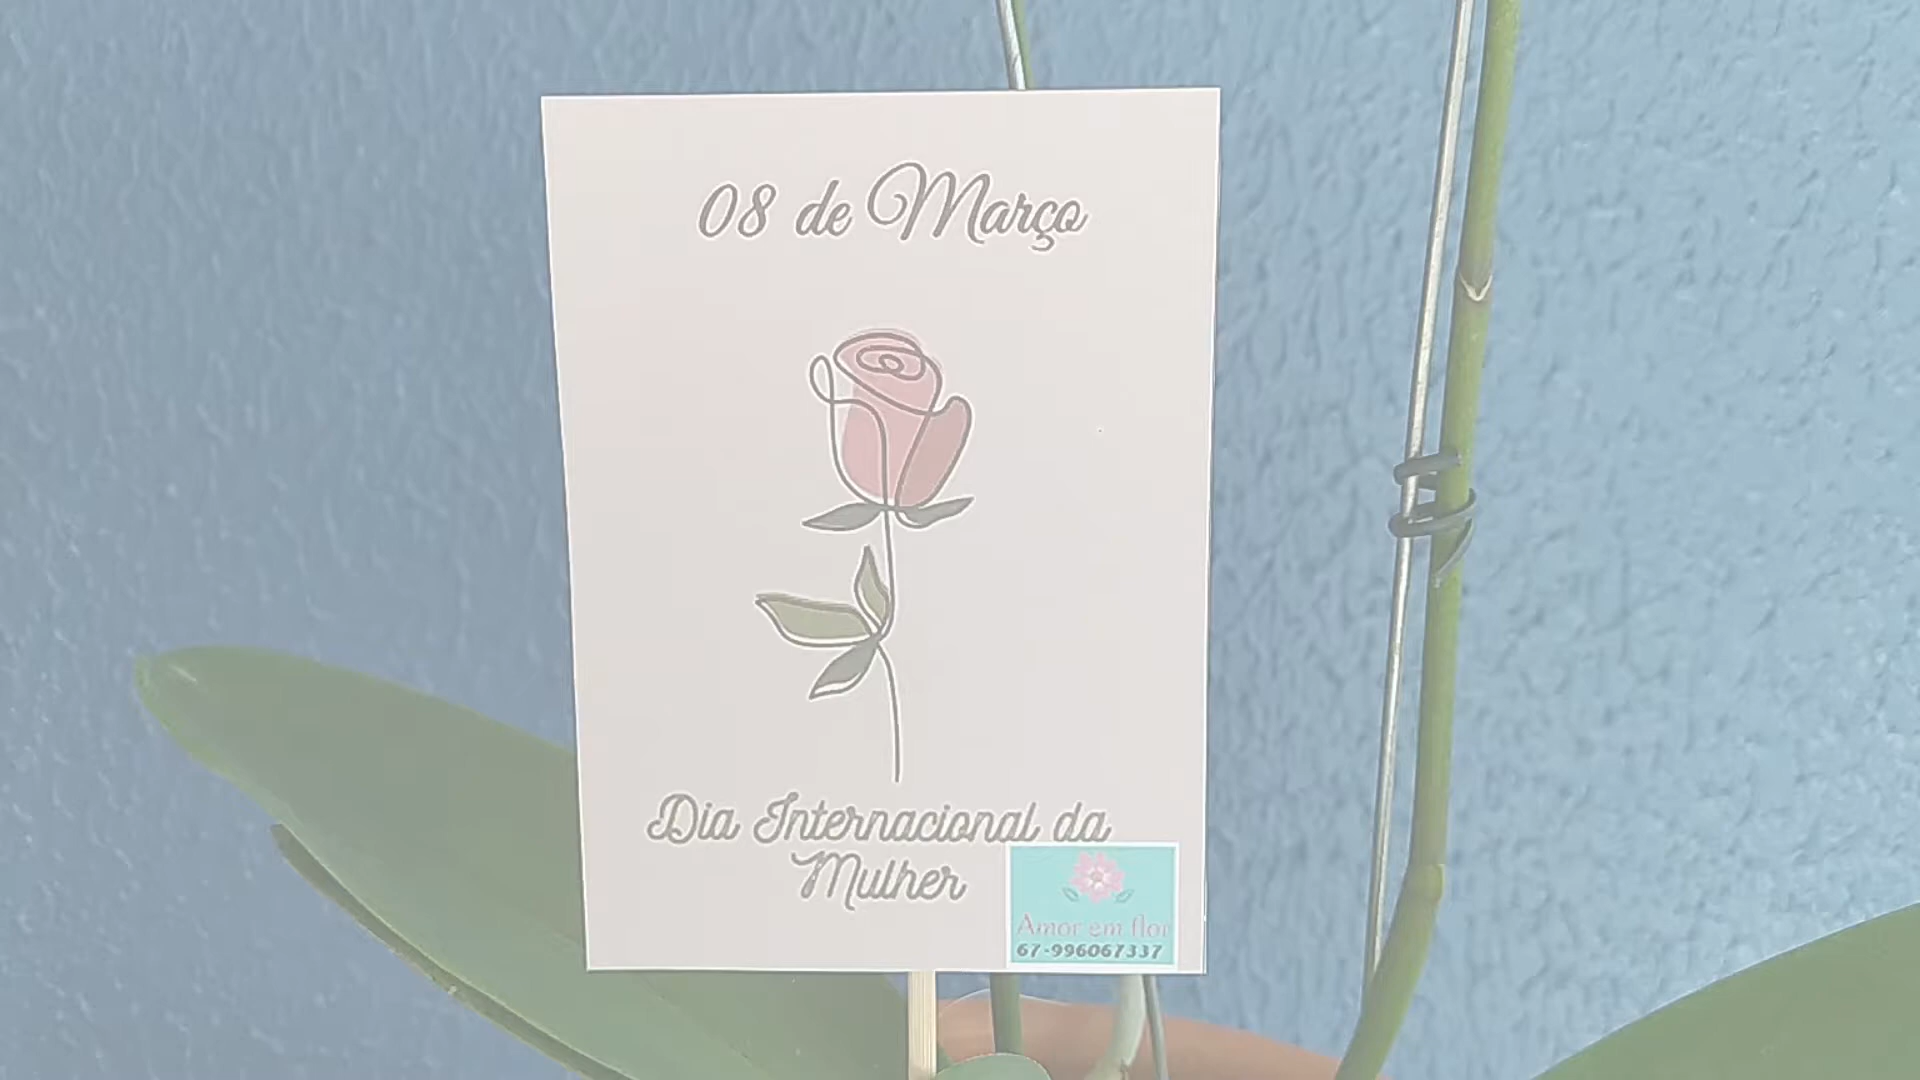 08 de Março
Dia Internacional da
Mulher
Amor em flor
67-996067337